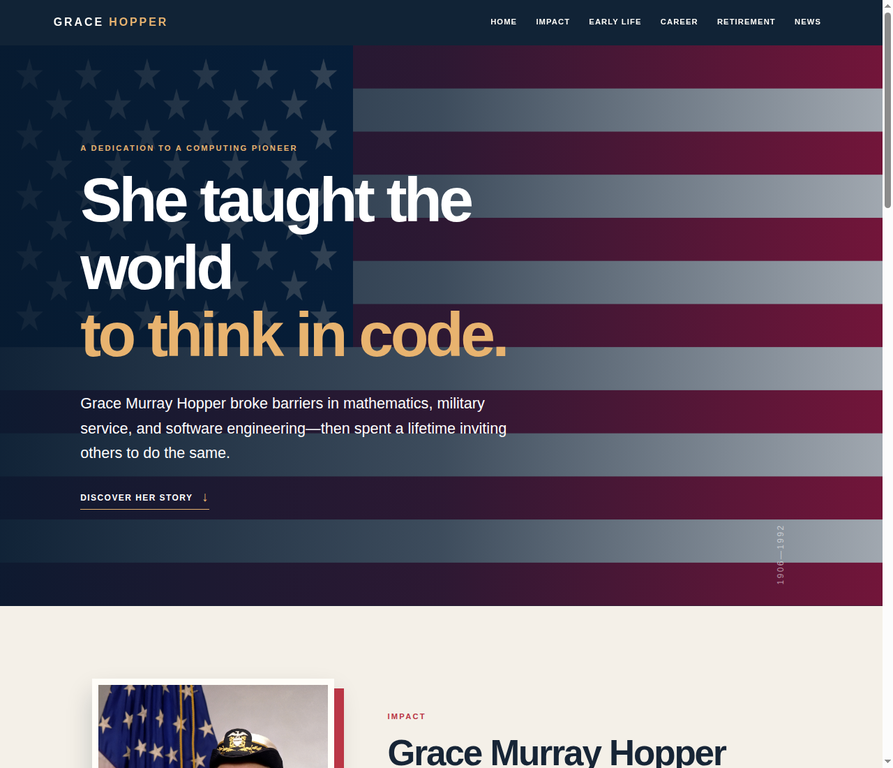 GRACE HOPPER
HOME IMPACT EARLY LIFE CAREER RETIREMENT NEWS
A DEDICATION TO A COMPUTING PIONEER
She taught the
world
to think in code.
Grace Murray Hopper broke barriers in mathematics, military
service, and software engineering—then spent a lifetime inviting
others to do the same.
DISCOVER HER STORY ↓
1906—1992
IMPACT
Grace Murray Hopper